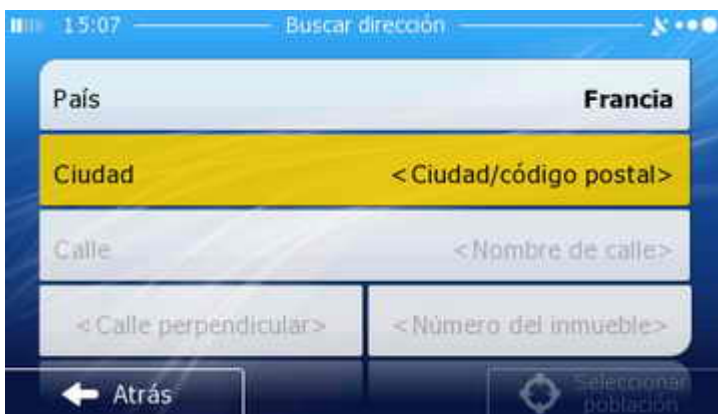 15:07 Buscar dirección
País Francia
Ciudad <Ciudad/código postal>
Calle <Nombre de calle>
<Calle perpendicular> <Número del inmueble>
Atrás Seleccionar
población